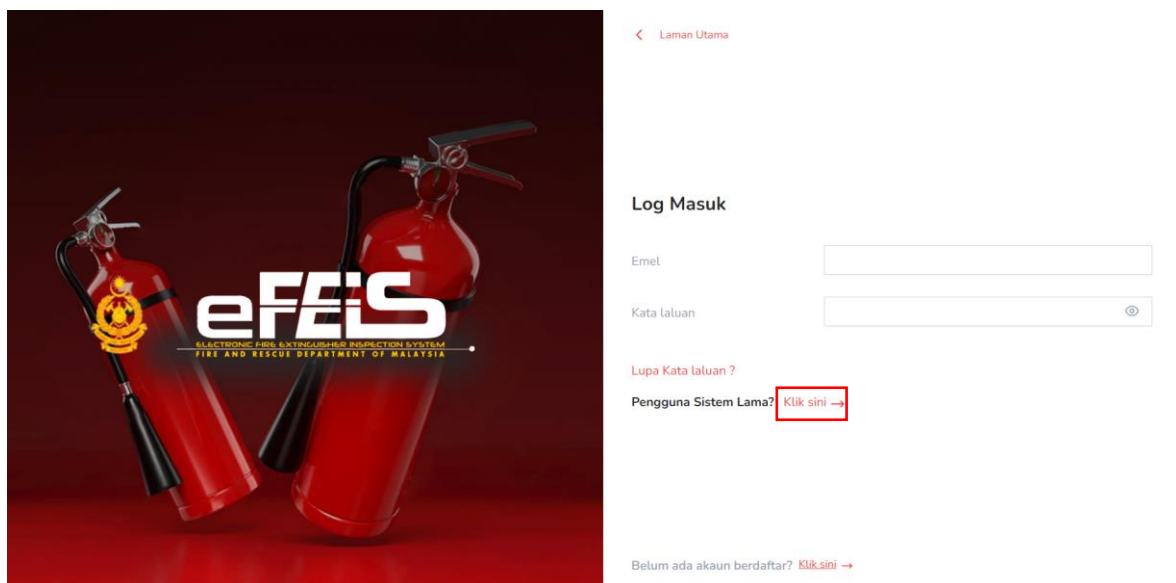 Laman Utama
Log Masuk
Emel
Kata laluan
Lupa Kata laluan ?
Pengguna Sistem Lama? Klik sini →
Belum ada akaun berdaftar? Klik sini →
eFEiS
ELECTRONIC FIRE EXTINGUISHER INSPECTION SYSTEM
FIRE AND RESCUE DEPARTMENT OF MALAYSIA